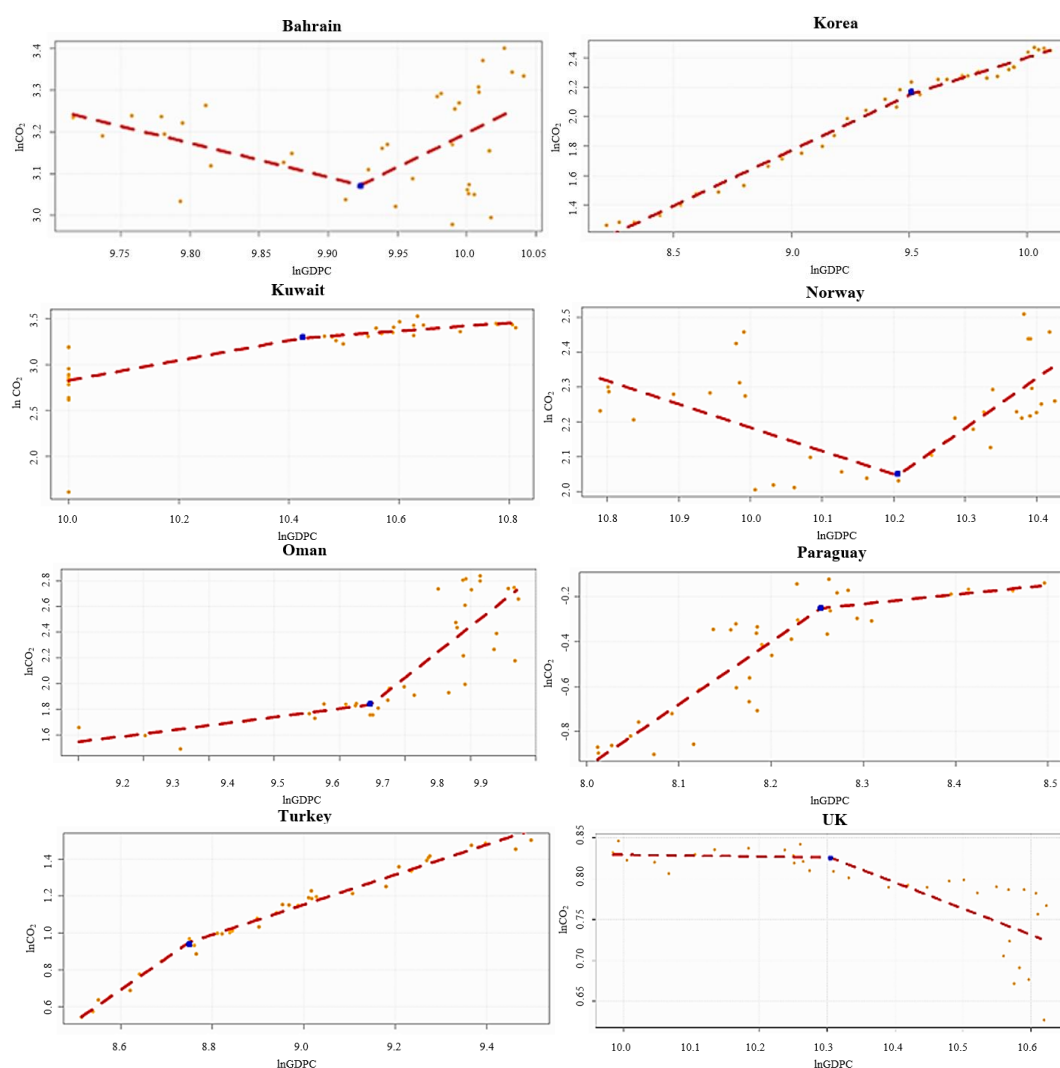 Bahrain
3.4
3.3
3.2
3.1
3.0
lnCO2
9.75 9.80 9.85 9.90 9.95 10.0 10.05
lnGDPC
Korea
2.4
2.2
2.0
1.8
1.6
1.4
lnCO2
8.5 9.0 9.5 10.0
lnGDPC
Kuwait
3.5
3.0
2.5
2.0
ln CO2
10.0 10.2 10.4 10.6 10.8
lnGDPC
Norway
2.5
2.4
2.3
2.2
2.1
2.0
ln CO2
10.8 10.9 10.0 10.1 10.2 10.3 10.4
lnGDPC
Oman
2.8
2.6
2.4
2.2
2.0
1.8
1.6
lnCO2
9.2 9.3 9.4 9.5 9.6 9.7 9.8 9.9
lnGDPC
Paraguay
-0.2
-0.4
-0.6
-0.8
lnCO2
8.0 8.1 8.2 8.3 8.4 8.5
lnGDPC
Turkey
1.4
1.2
1.0
0.8
0.6
lnCO2
8.6 8.8 9.0 9.2 9.4
lnGDPC
UK
0.85
0.80
0.75
0.65
lnCO2
10.0 10.1 10.2 10.3 10.4 10.5 10.6
lnGDPC